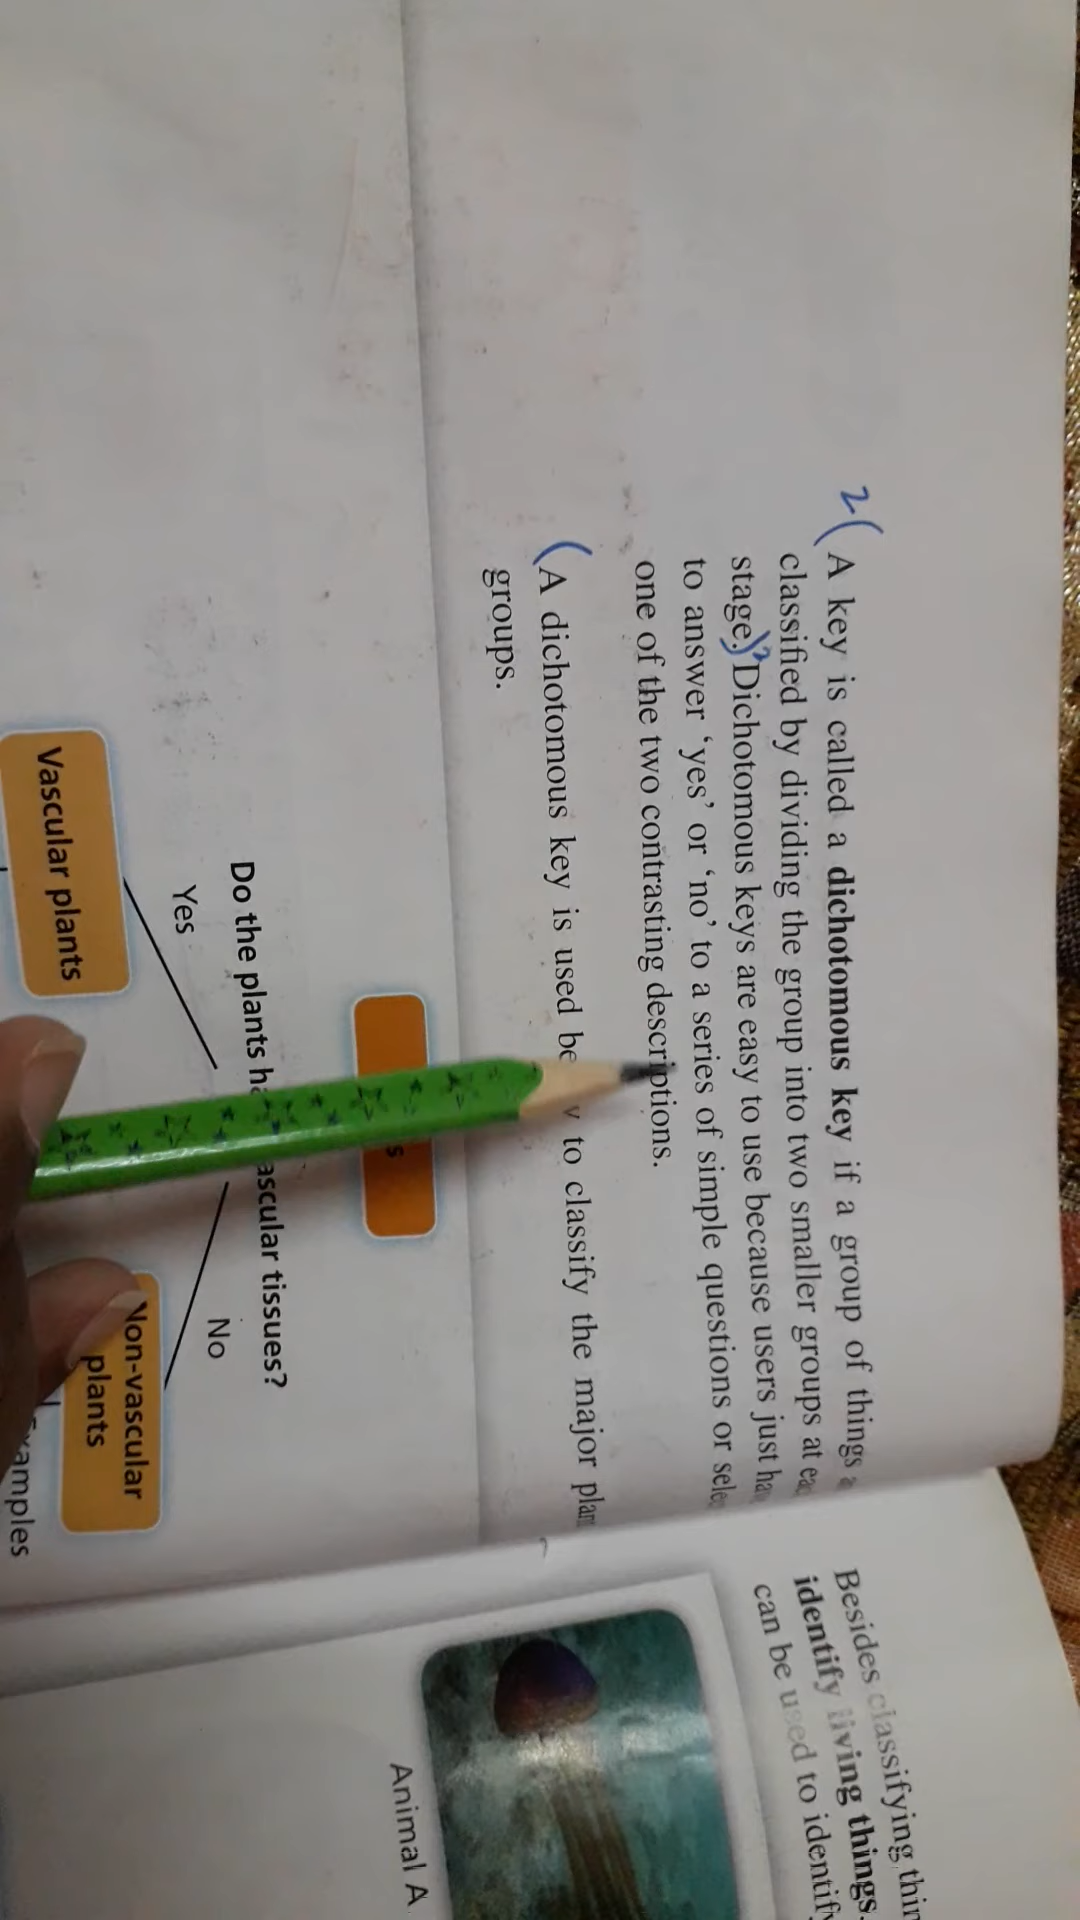 2 ( A key is called a dichotomous key if a group of things
classified by dividing the group into two smaller groups at
stage.)² Dichotomous keys are easy to use because users just
to answer ‘yes’ or ‘no’ to a series of simple questions or
one of the two contrasting descriptions.
( A dichotomous key is used to classify the major
groups.
Do the plants tissues?
Yes
No
Vascular plants
Non-vascular
plants
Besides classifying
identify living things.
can be used to identify
Animal A